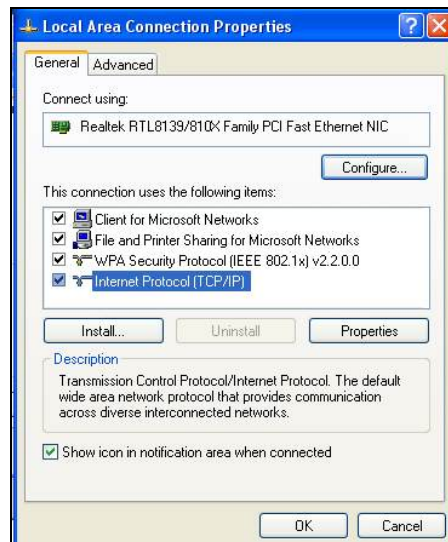 Local Area Connection Properties
General Advanced
Connect using:
Realtek RTL8139/810X Family PCI Fast Ethernet NIC
Configure...
This connection uses the following items:
Client for Microsoft Networks
File and Printer Sharing for Microsoft Networks
WPA Security Protocol (IEEE 802.1x) v2.2.0.0
Internet Protocol (TCP/IP)
Install... Uninstall Properties
Description
Transmission Control Protocol/Internet Protocol. The default
wide area network protocol that provides communication
across diverse interconnected networks.
Show icon in notification area when connected
OK Cancel